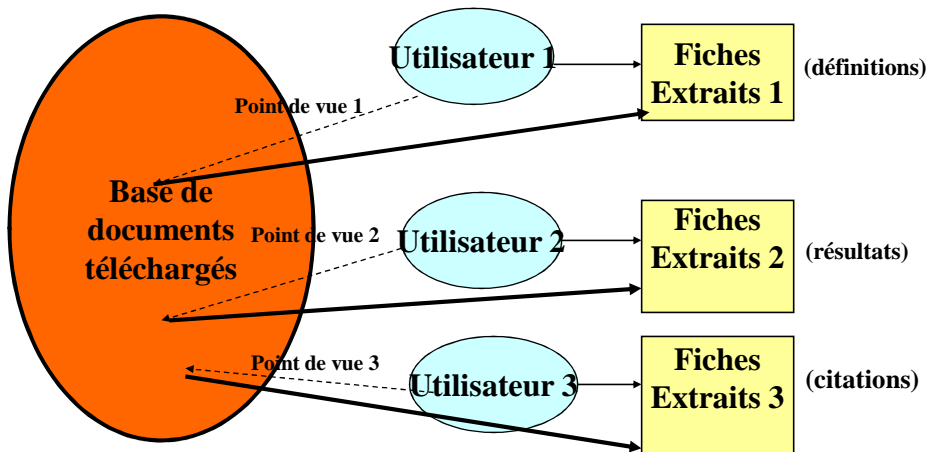 Utilisateur 1
Fiches
Extraits 1
(définitions)
Point de vue 1
Base de
documents
téléchargés
Point de vue 2
Utilisateur 2
Fiches
Extraits 2
(résultats)
Point de vue 3
Utilisateur 3
Fiches
Extraits 3
(citations)